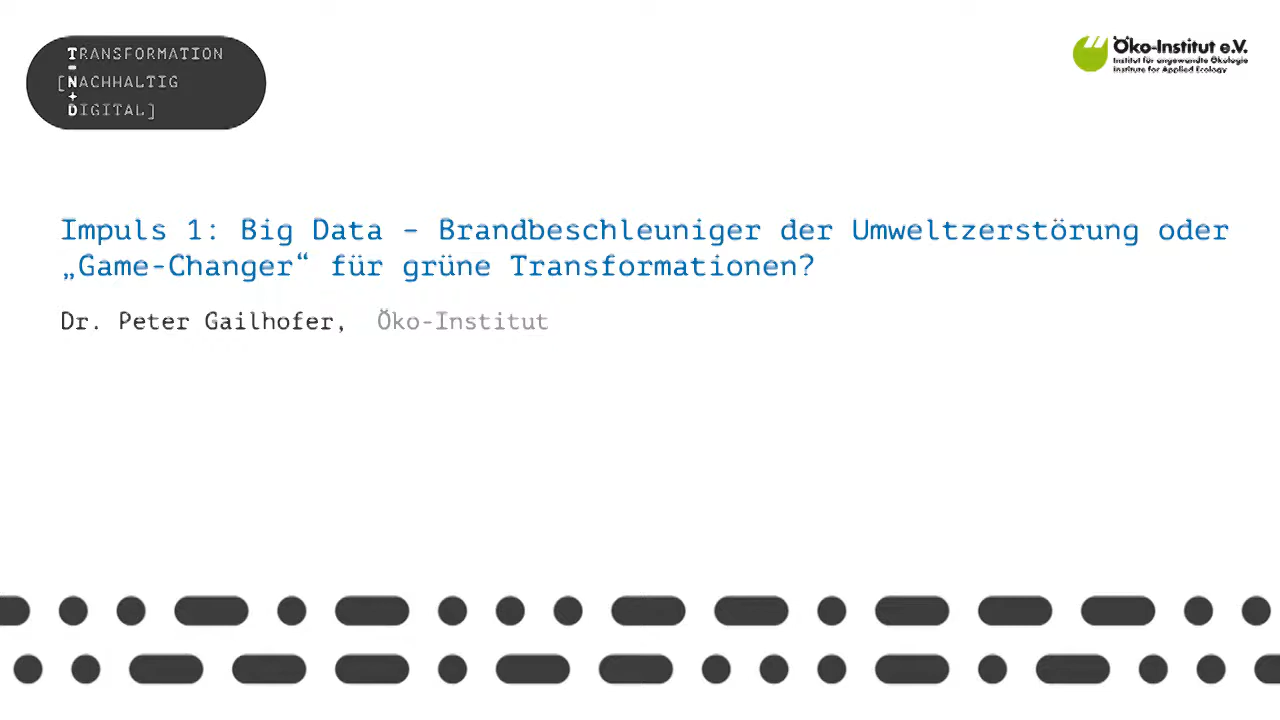 TRANSFORMATION
[NACHHALTIG
+
DIGITAL]
Öko-Institut e.V.
Institut für angewandte Ökologie
Institute for Applied Ecology
Impuls 1: Big Data – Brandbeschleuniger der Umweltzerstörung oder
„Game-Changer“ für grüne Transformationen?
Dr. Peter Gailhofer, Öko-Institut